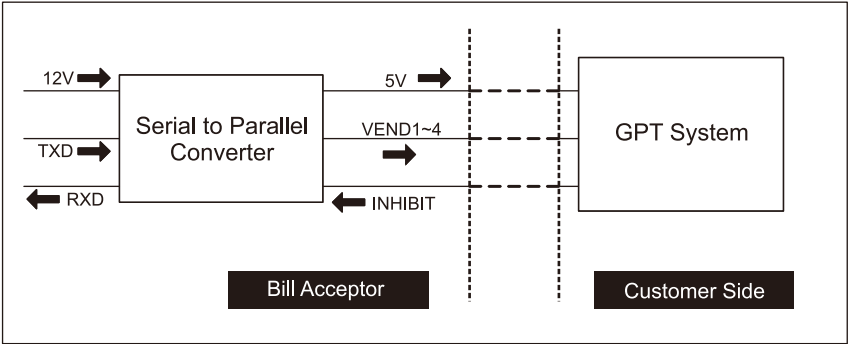 12V
5V
Serial to Parallel
Converter
VEND1~4
GPT System
TXD
RXD
INHIBIT
Bill Acceptor
Customer Side